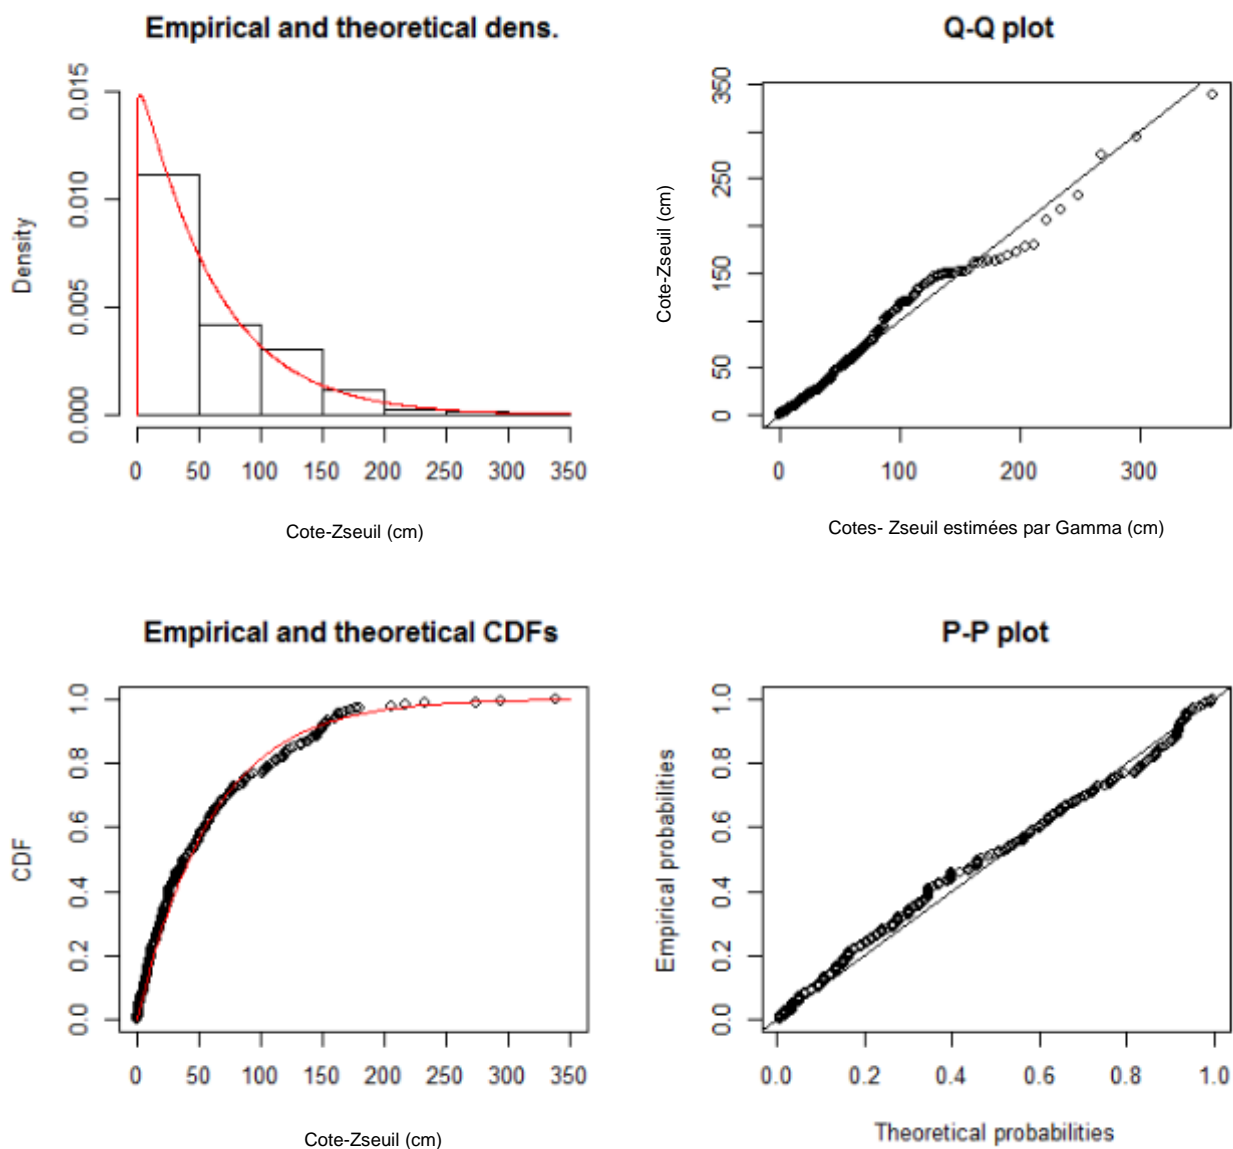 Empirical and theoretical dens.
Density
0.000 0.005 0.010 0.015
0 50 100 150 200 250 300 350
Cote-Zseuil (cm)
Q-Q plot
Cote-Zseuil (cm)
0 50 150 250 350
0 100 200 300
Cotes- Zseuil estimées par Gamma (cm)
Empirical and theoretical CDFs
CDF
0.0 0.2 0.4 0.6 0.8 1.0
0 50 100 150 200 250 300 350
Cote-Zseuil (cm)
P-P plot
Empirical probabilities
0.0 0.2 0.4 0.6 0.8 1.0
0.0 0.2 0.4 0.6 0.8 1.0
Theoretical probabilities